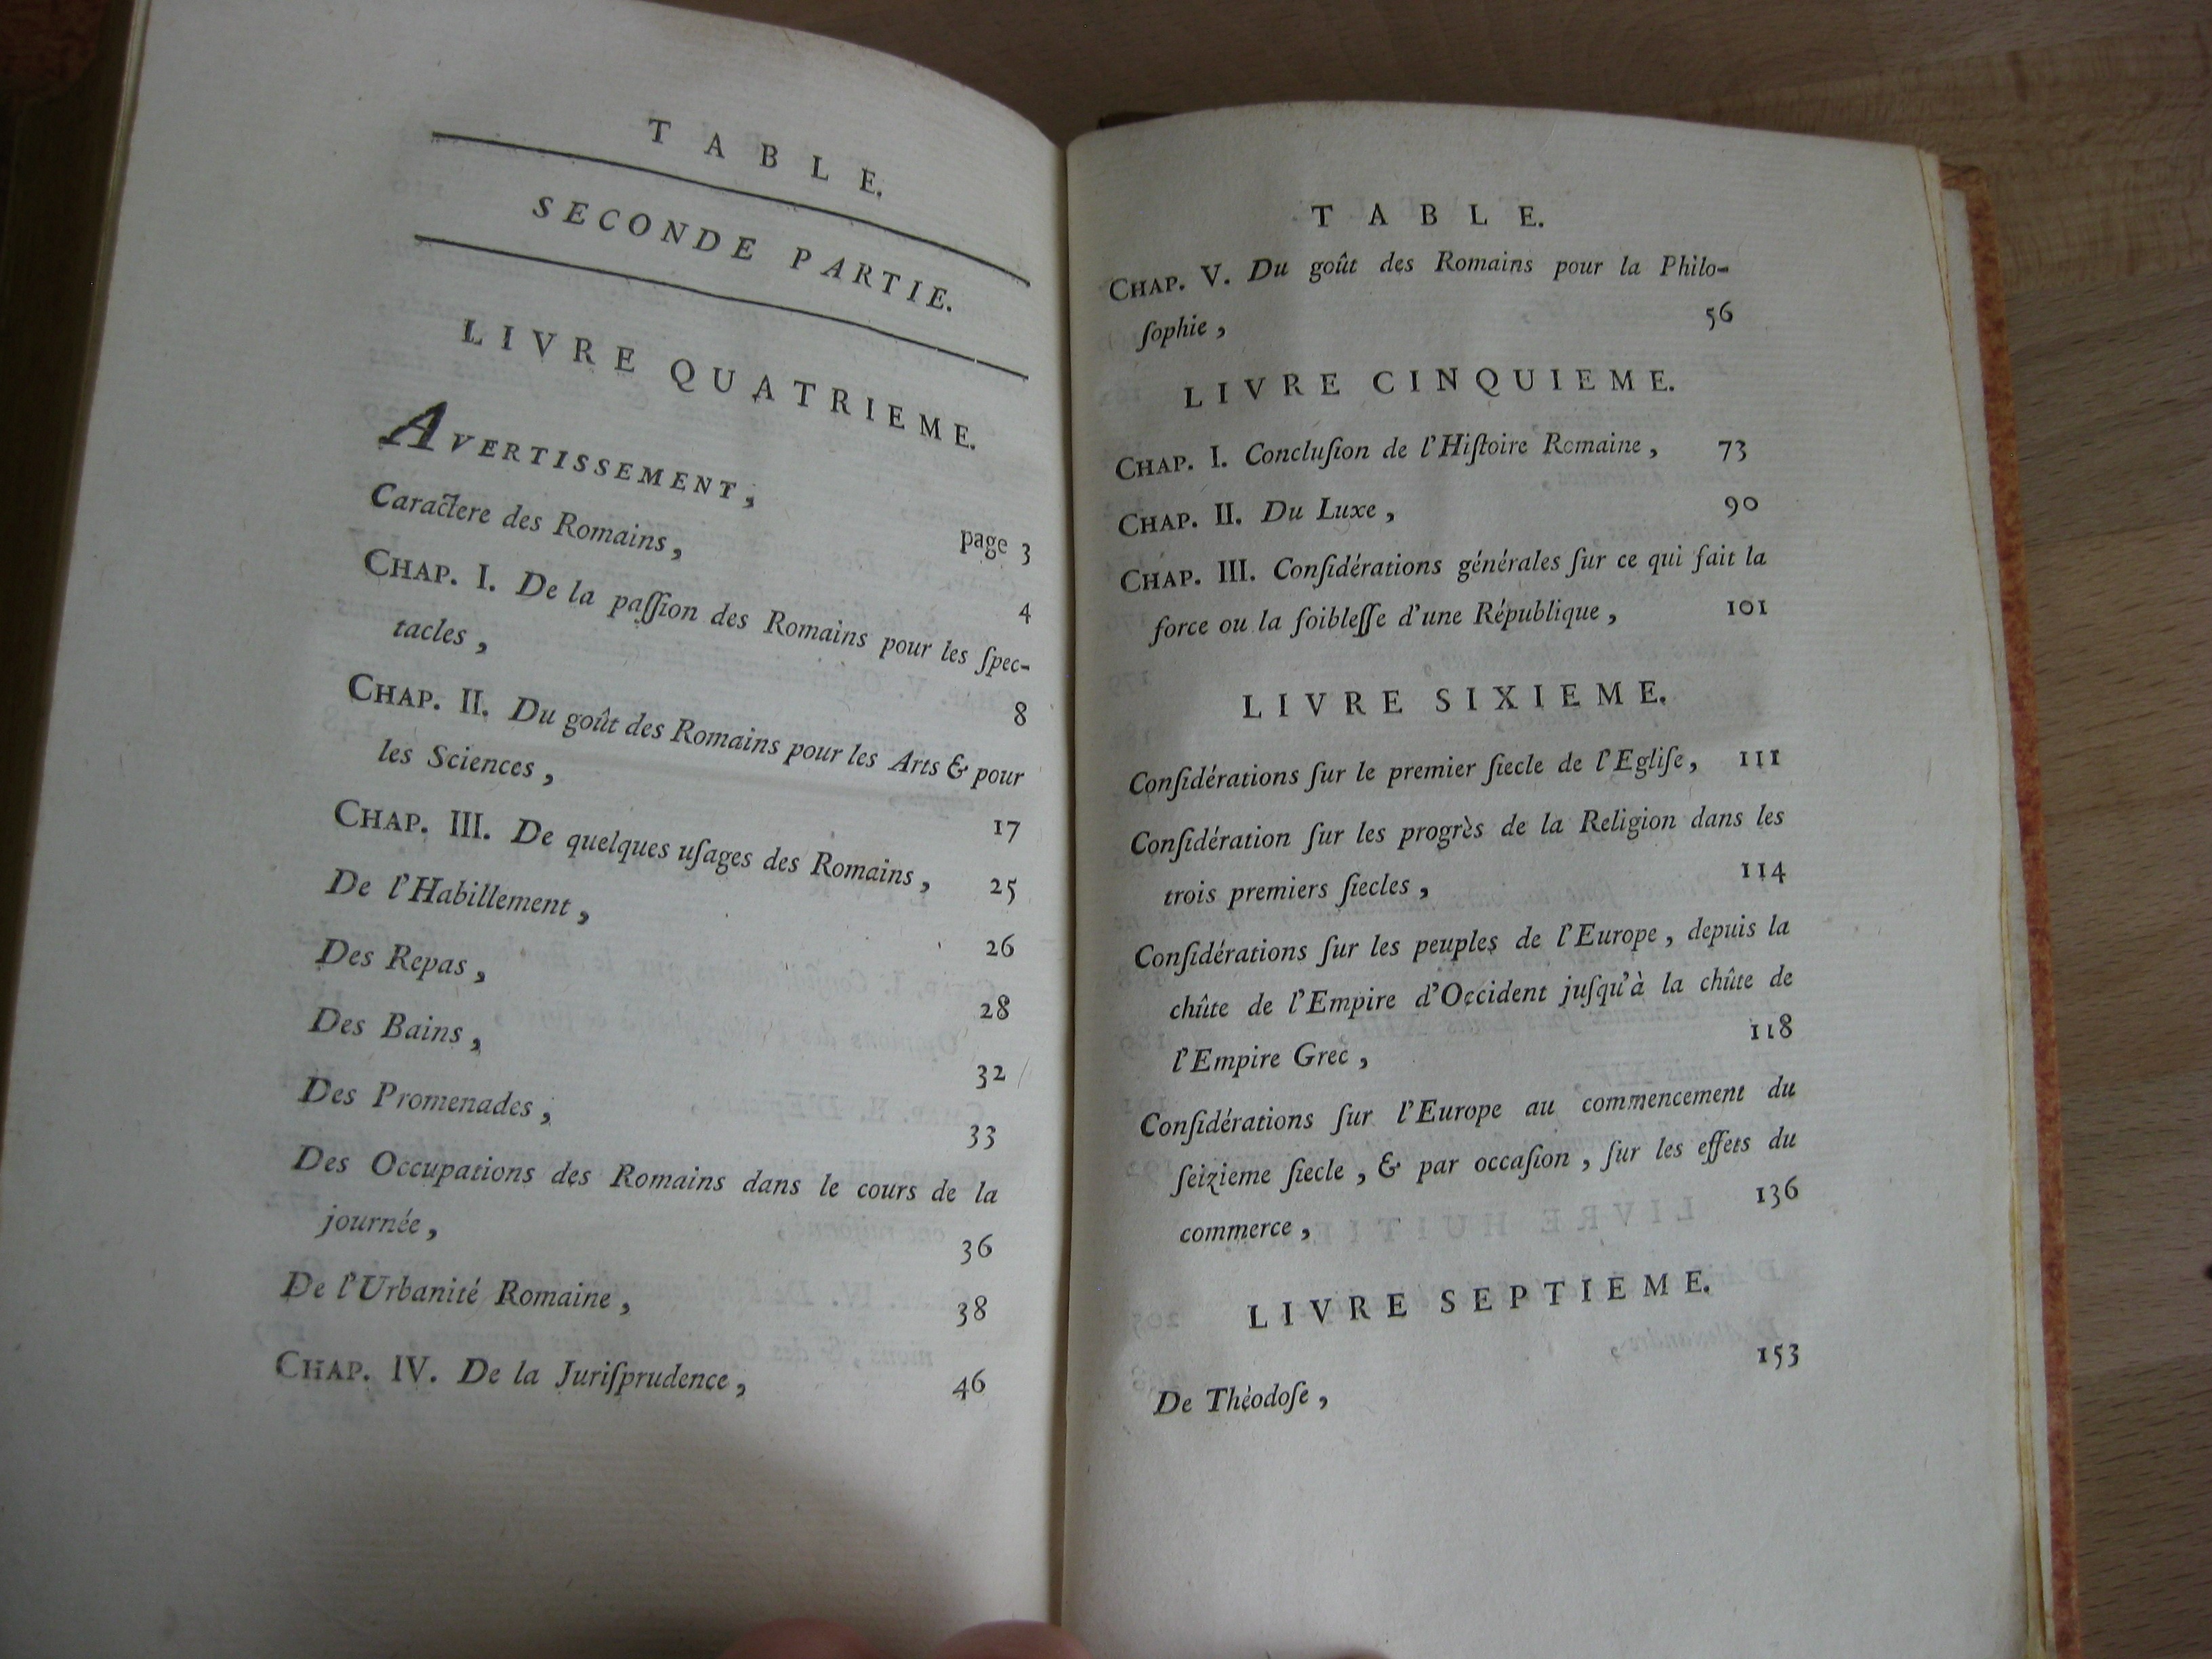 TABLE.
SECONDE PARTIE.
LIVRE QUATRIEME.
AVERTISSEMENT, page 3
Caractere des Romains, 4
CHAP. I. De la paſſion des Romains pour les ſpec-
tacles, 8
CHAP. II. Du goût des Romains pour les Arts & pour
les Sciences, 17
CHAP. III. De quelques uſages des Romains, 25
De l'Habillement, 26
Des Repas, 28
Des Bains, 32
Des Promenades, 33
Des Occupations des Romains dans le cours de la
journée, 36
De l'Urbanité Romaine, 38
CHAP. IV. De la Juriſprudence, 46
TABLE.
CHAP. V. Du goût des Romains pour la Philo-
ſophie, 56
LIVRE CINQUIEME.
CHAP. I. Concluſion de l'Hiſtoire Romaine, 73
CHAP. II. Du Luxe, 90
CHAP. III. Conſidérations générales ſur ce qui fait la
force ou la foibleſſe d'une République, 101
LIVRE SIXIEME.
Conſidérations ſur le premier ſiecle de l'Egliſe, 111
Conſidération ſur les progrès de la Religion dans les
trois premiers ſiecles, 114
Conſidérations ſur les peuples de l'Europe, depuis la
chûte de l'Empire d'Occident juſqu'à la chûte de
l'Empire Grec, 118
Conſidérations ſur l'Europe au commencement du
ſeizieme ſiecle, & par occaſion, ſur les effets du
commerce, 136
LIVRE SEPTIEME.
De Théodoſe, 153